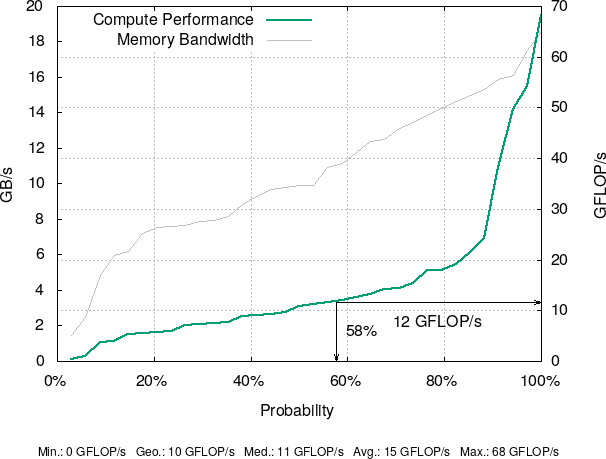 20 70
Compute Performance
Memory Bandwidth
18
60
16
14
50
12
40
10
GB/s
GFLOP/s
30
8
6
20
4
12 GFLOP/s
10
58%
2
0 0
0% 20% 40% 60% 80% 100%
Probability
Min.: 0 GFLOP/s Geo.: 10 GFLOP/s Med.: 11 GFLOP/s Avg.: 15 GFLOP/s Max.: 68 GFLOP/s